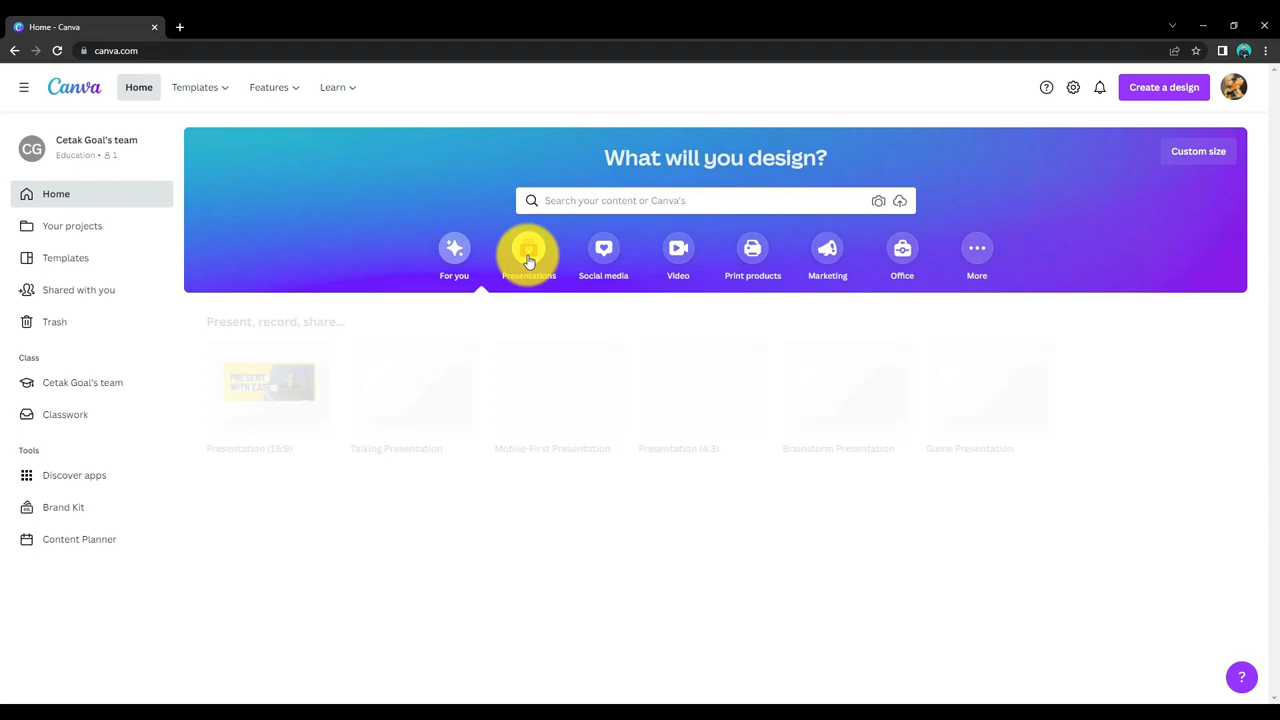 Home - Canva
canva.com
Canva
Home
Templates
Features
Learn
Create a design
CG
Cetak Goal's team
Education • 1
Home
Your projects
Templates
Shared with you
Trash
Class
Cetak Goal's team
Classwork
Tools
Discover apps
Brand Kit
Content Planner
What will you design?
Custom size
Search your content or Canva's
For you
Presentations
Social media
Video
Print products
Marketing
Office
More
Present, record, share...
PRESENT
WITH EASE
Presentation (16:9)
Talking Presentation
Mobile-First Presentation
Presentation (4:3)
Brainstorm Presentation
Game Presentation
?